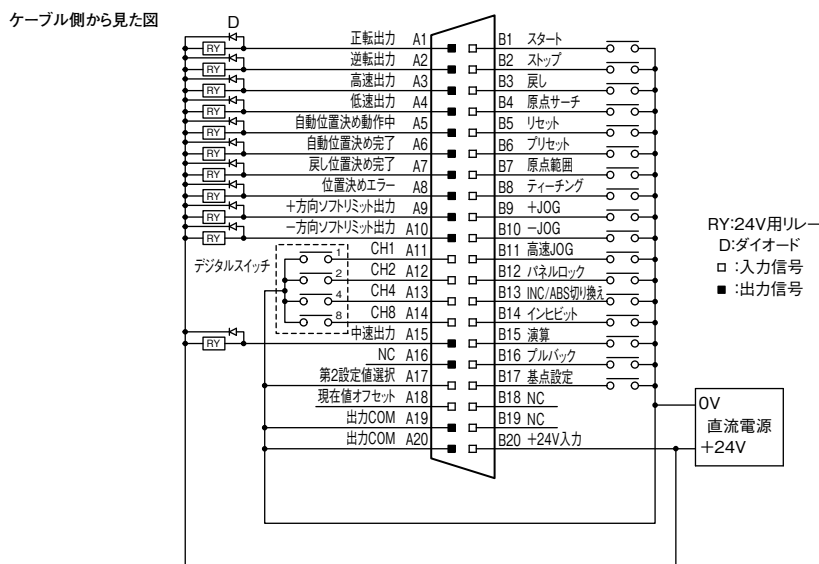 ケーブル側から見た図
D
RY 正転出力 A1 B1 スタート
RY 逆転出力 A2 B2 ストップ
RY 高速出力 A3 B3 戻し
RY 低速出力 A4 B4 原点サーチ
RY 自動位置決め動作中 A5 B5 リセット
RY 自動位置決め完了 A6 B6 プリセット
RY 戻し位置決め完了 A7 B7 原点範囲
RY 位置決めエラー A8 B8 ティーチング
RY +方向ソフトリミット出力 A9 B9 +JOG
RY −方向ソフトリミット出力 A10 B10 −JOG
デジタルスイッチ
1 CH1 A11 B11 高速JOG
2 CH2 A12 B12 パネルロック
4 CH4 A13 B13 INC/ABS切り換え
8 CH8 A14 B14 インヒビット
RY 中速出力 A15 B15 演算
NC A16 B16 プルバック
第2設定値選択 A17 B17 基点設定
現在値オフセット A18 B18 NC
出力COM A19 B19 NC
出力COM A20 B20 +24V入力
RY:24V用リレー
D:ダイオード
□ :入力信号
■ :出力信号
0V
直流電源
+24V